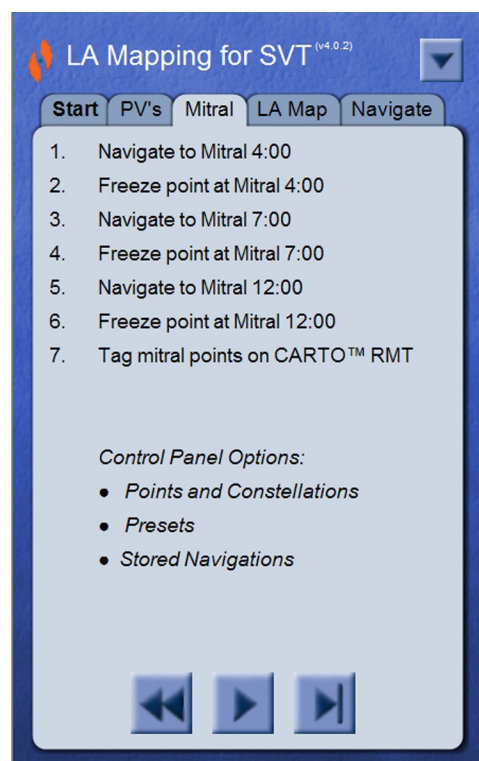 LA Mapping for SVT (v4.0.2)
Start PV's Mitral LA Map Navigate
1. Navigate to Mitral 4:00
2. Freeze point at Mitral 4:00
3. Navigate to Mitral 7:00
4. Freeze point at Mitral 7:00
5. Navigate to Mitral 12:00
6. Freeze point at Mitral 12:00
7. Tag mitral points on CARTO™ RMT
Control Panel Options:
● Points and Constellations
● Presets
● Stored Navigations